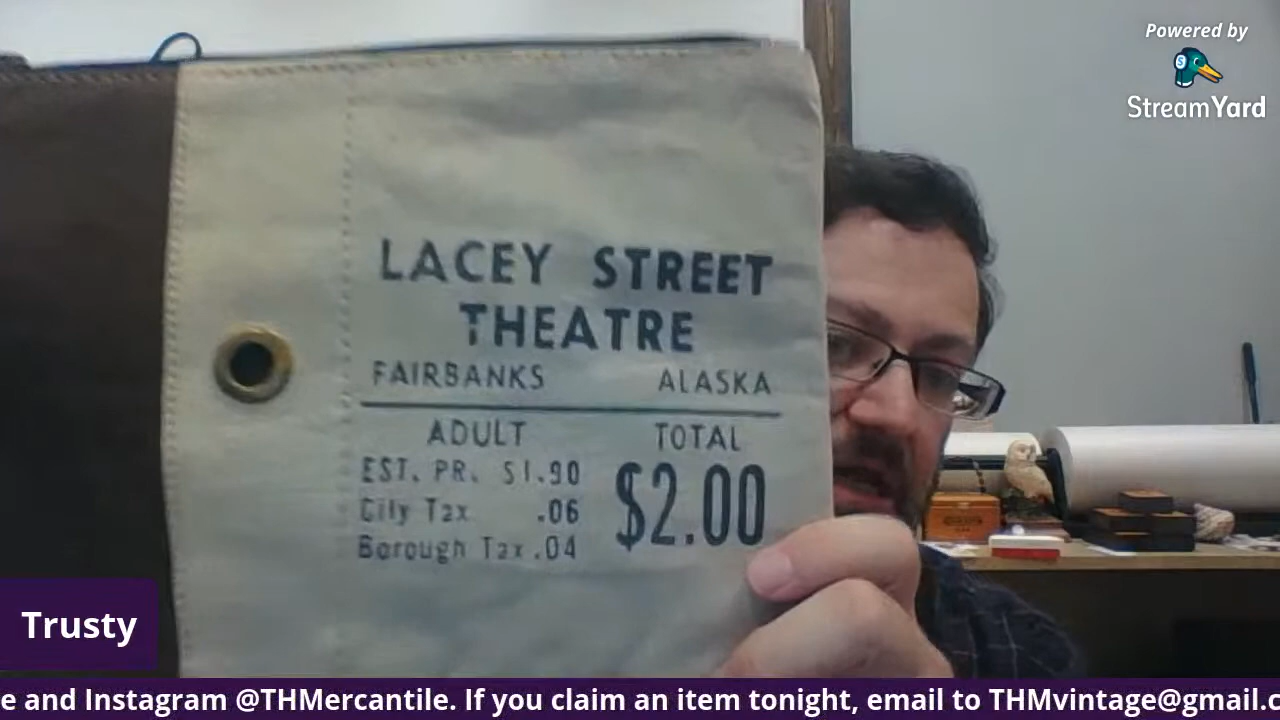 Powered by
StreamYard
LACEY STREET
THEATRE
FAIRBANKS ALASKA
ADULT TOTAL
EST. PR. $1.90 $2.00
City Tax .06
Borough Tax .04
Trusty
e and Instagram @THMercantile. If you claim an item tonight, email to THMvintage@gmail.c